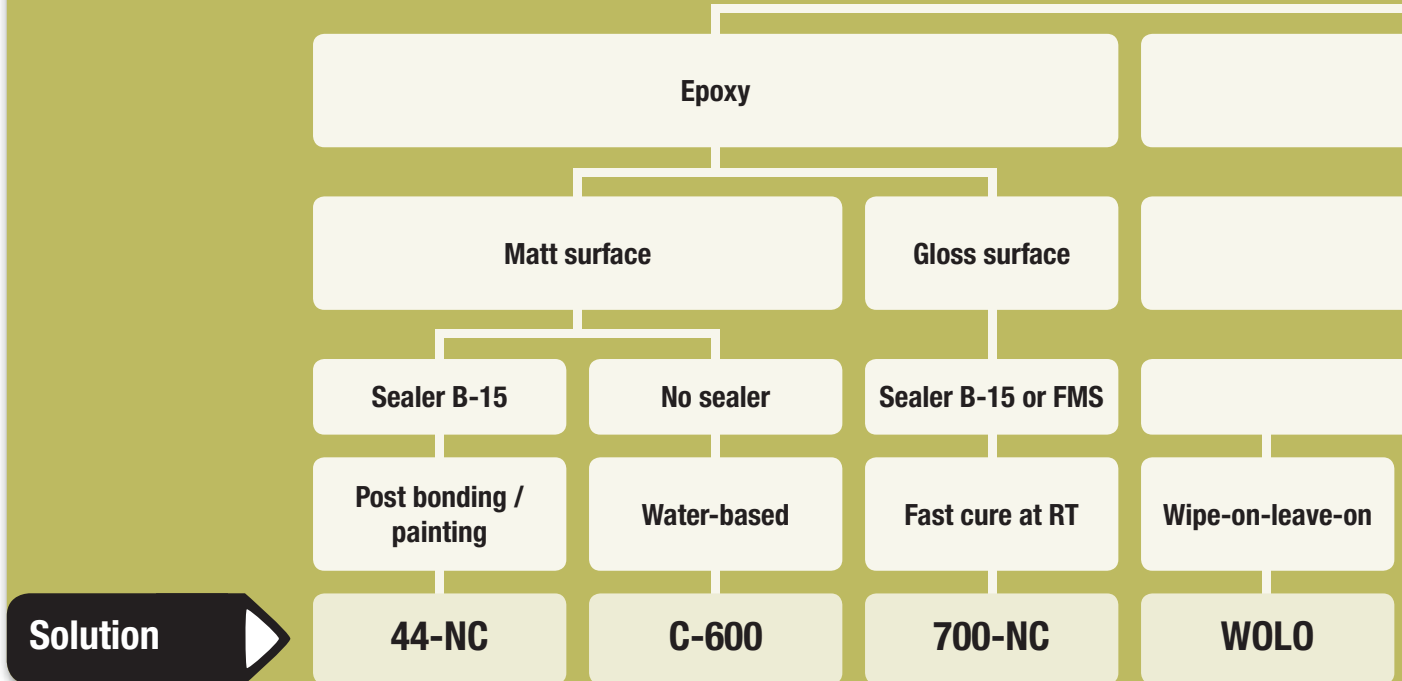 Epoxy
Matt surface
Gloss surface
Sealer B-15
No sealer
Sealer B-15 or FMS
Post bonding /
painting
Water-based
Fast cure at RT
Wipe-on-leave-on
Solution
44-NC
C-600
700-NC
WOLO